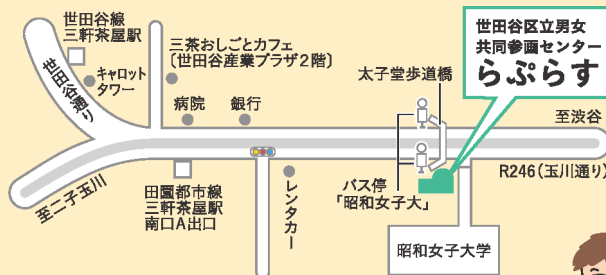 世田谷線
三軒茶屋駅
世田谷通り
キャロット
タワー
三茶おしごとカフェ
〔世田谷産業プラザ2階〕
病院
銀行
太子堂歩道橋
世田谷区立男女
共同参画センター
らぷらす
至渋谷
R246(玉川通り)
至二子玉川
田園都市線
三軒茶屋駅
南口A出口
レンタカー
バス停
「昭和女子大」
昭和女子大学